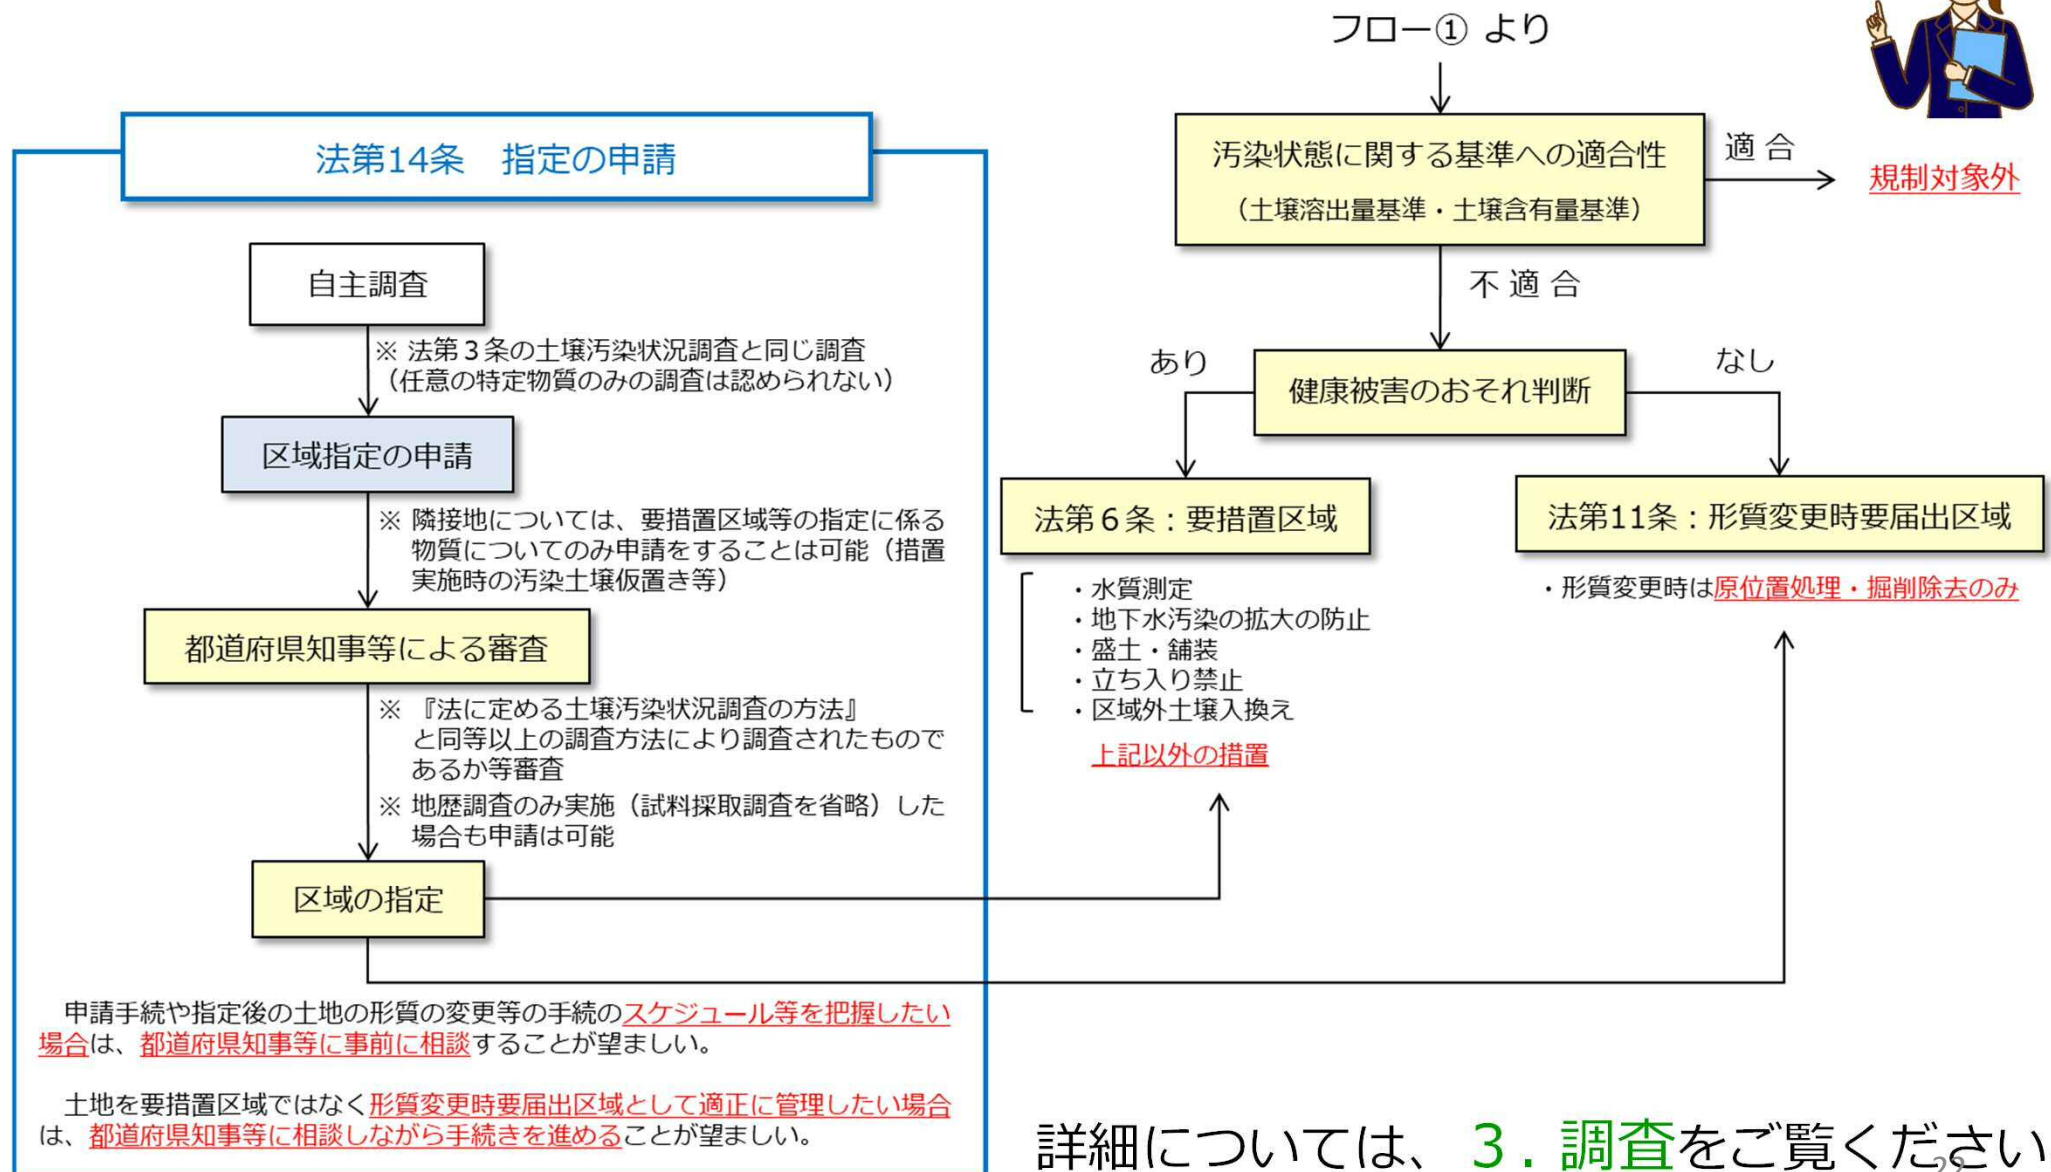 フロー① より
汚染状態に関する基準への適合性
（土壌溶出量基準・土壌含有量基準）
適 合
規制対象外
不 適 合
健康被害のおそれ判断
あり
なし
法第６条：要措置区域
・水質測定
・地下水汚染の拡大の防止
・盛土・舗装
・立ち入り禁止
・区域外土壌入換え
上記以外の措置
法第11条：形質変更時要届出区域
・形質変更時は原位置処理・掘削除去のみ
法第14条　指定の申請
自主調査
※ 法第３条の土壌汚染状況調査と同じ調査
（任意の特定物質のみの調査は認められない）
区域指定の申請
※ 隣接地については、要措置区域等の指定に係る
物質についてのみ申請をすることは可能（措置
実施時の汚染土壌仮置き等）
都道府県知事等による審査
※ 『法に定める土壌汚染状況調査の方法』
と同等以上の調査方法により調査されたもので
あるか等審査
※ 地歴調査のみ実施（試料採取調査を省略）した
場合も申請は可能
区域の指定
申請手続や指定後の土地の形質の変更等の手続のスケジュール等を把握したい
場合は、都道府県知事等に事前に相談することが望ましい。
土地を要措置区域ではなく形質変更時要届出区域として適正に管理したい場合
は、都道府県知事等に相談しながら手続きを進めることが望ましい。
詳細については、３．調査をご覧ください